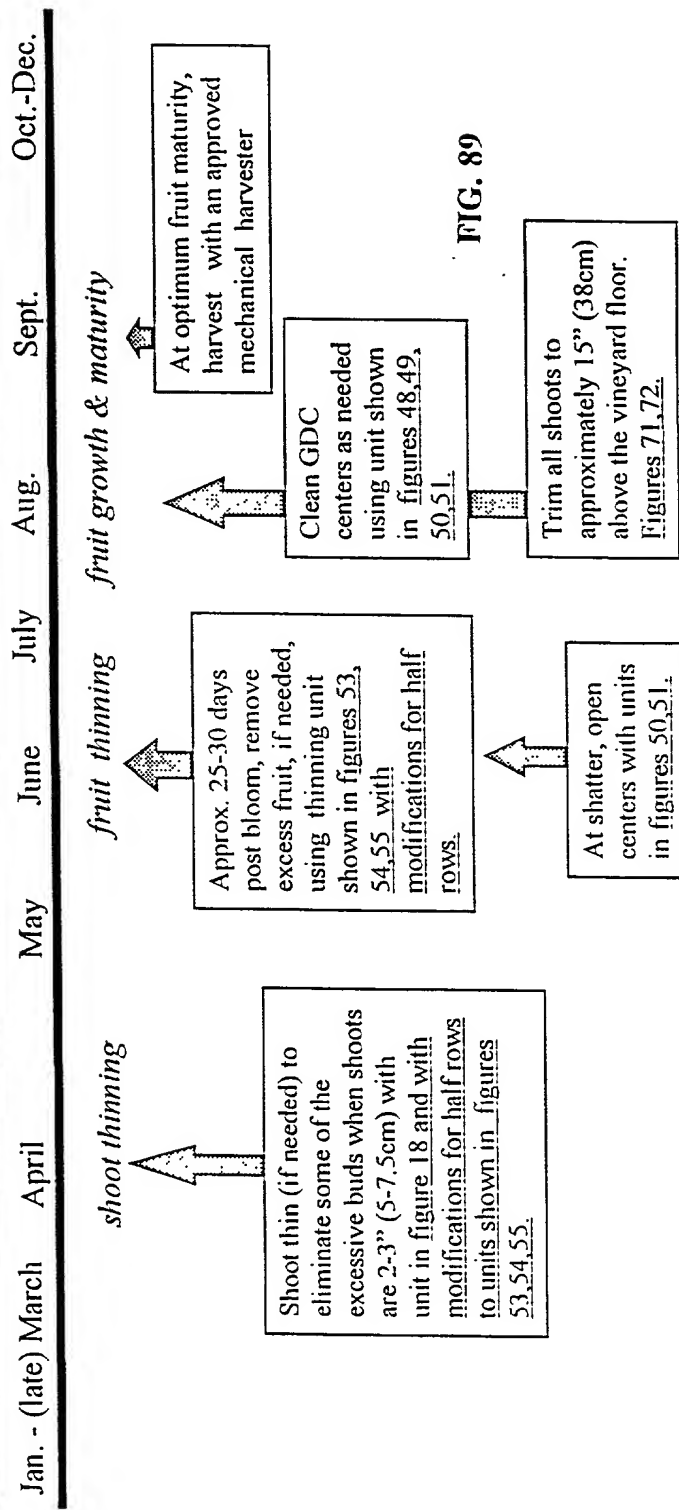 Jan. - (late) March April May June July Aug. Sept. Oct.-Dec.
shoot thinning
Shoot thin (if needed) to
eliminate some of the
excessive buds when shoots
are 2-3" (5-7.5cm) with
unit in figure 18 and with
modifications for half rows
to units shown in figures
53,54,55.
fruit thinning
Approx. 25-30 days
post bloom, remove
excess fruit, if needed,
using thinning unit
shown in figures 53,
54,55 with
modifications for half
rows.
At shatter, open
centers with units
in figures 50,51.
fruit growth & maturity
Clean GDC
centers as needed
using unit shown
in figures 48,49,
50,51.
Trim all shoots to
approximately 15" (38cm)
above the vineyard floor.
Figures 71,72.
At optimum fruit maturity,
harvest with an approved
mechanical harvester
FIG. 89